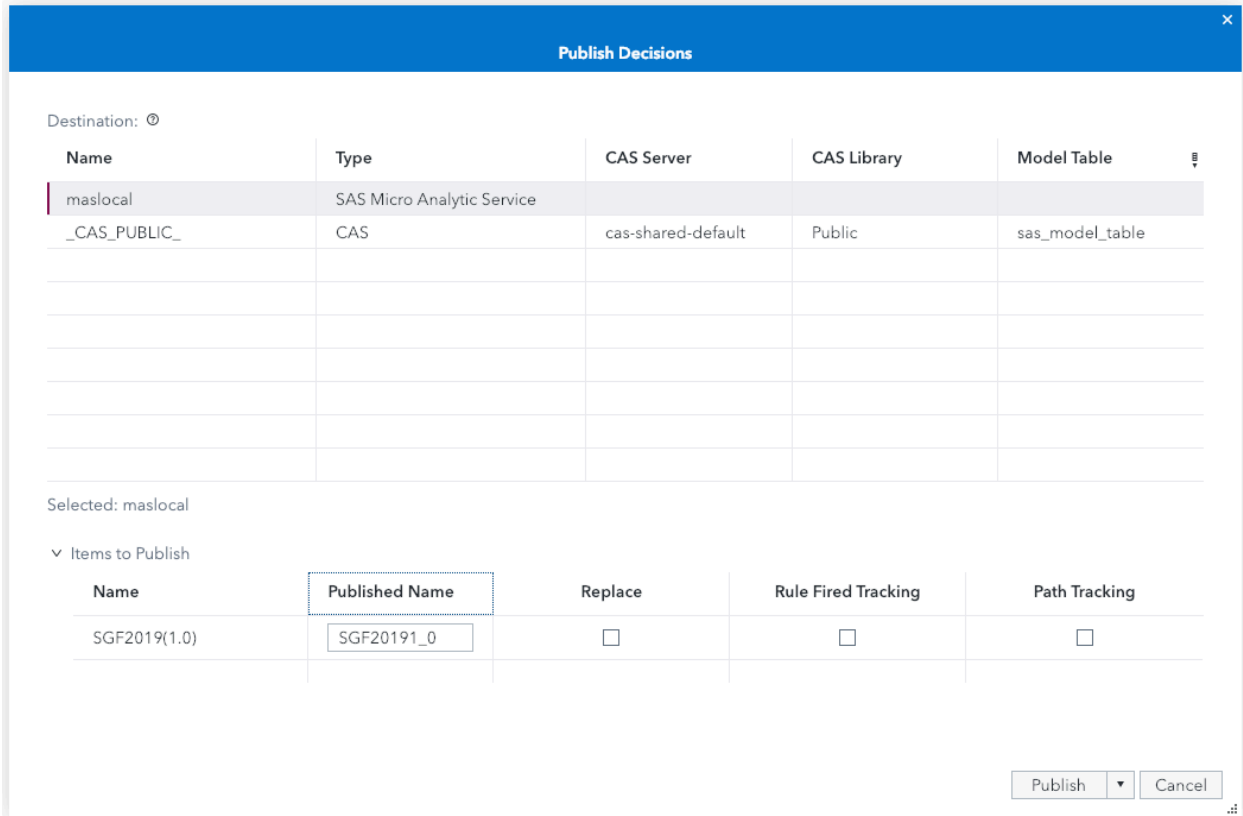 Publish Decisions
Destination:
Name Type CAS Server CAS Library Model Table
maslocal SAS Micro Analytic Service
_CAS_PUBLIC_ CAS cas-shared-default Public sas_model_table
Selected: maslocal
Items to Publish
Name Published Name Replace Rule Fired Tracking Path Tracking
SGF2019(1.0) SGF20191_0
Publish Cancel